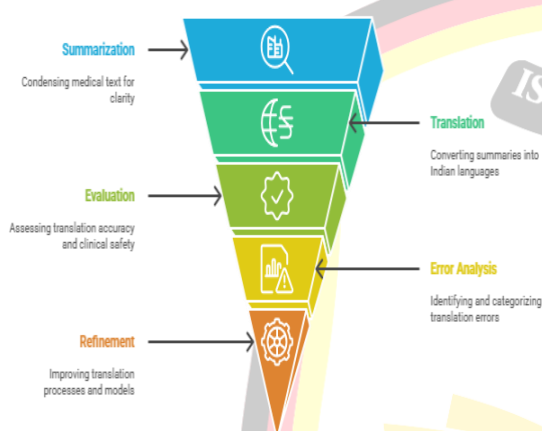 Summarization
Condensing medical text for
clarity
Translation
Converting summaries into
Indian languages
Evaluation
Assessing translation accuracy
and clinical safety
Error Analysis
Identifying and categorizing
translation errors
Refinement
Improving translation
processes and models